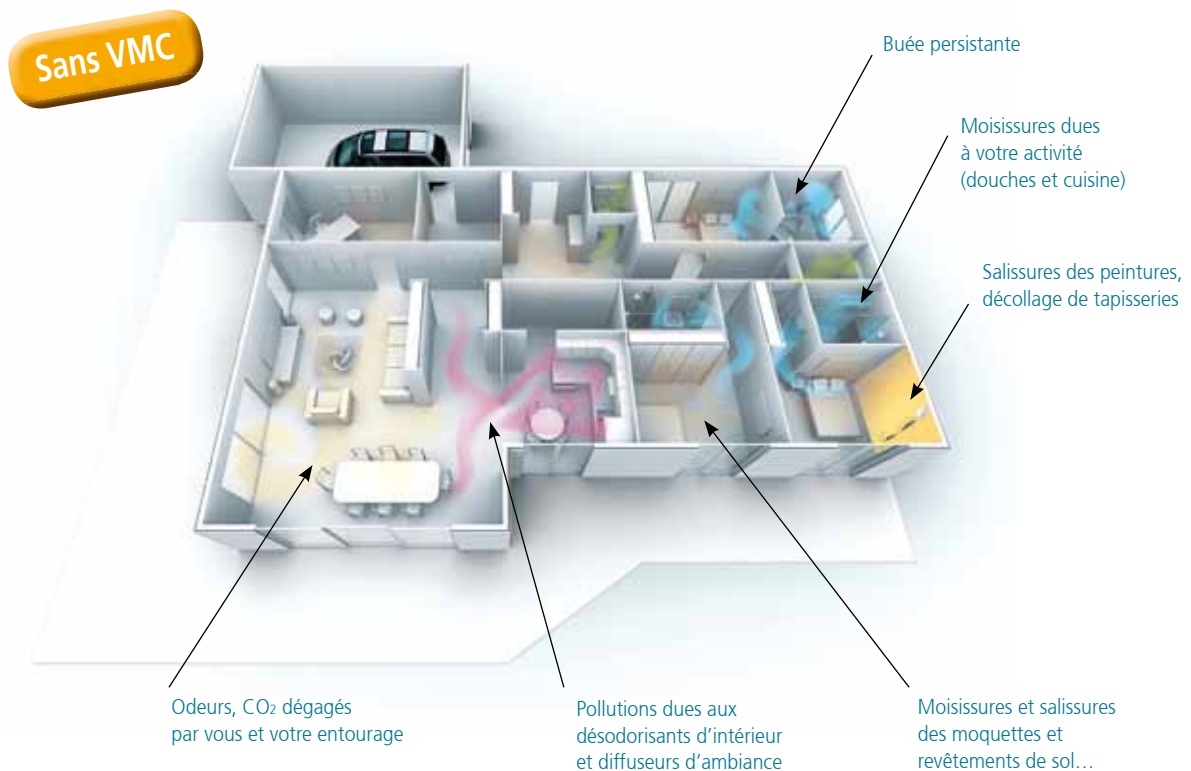 Sans VMC
Buée persistante
Moisissures dues
à votre activité
(douches et cuisine)
Salissures des peintures,
décollage de tapisseries
Odeurs, CO2 dégagés
par vous et votre entourage
Pollutions dues aux
désodorisants d’intérieur
et diffuseurs d’ambiance
Moisissures et salissures
des moquettes et
revêtements de sol…